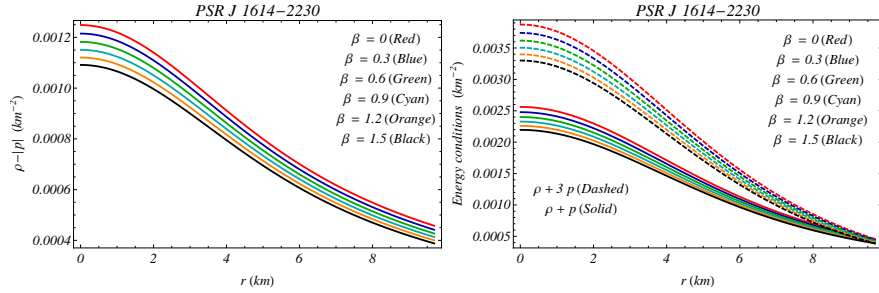 PSR J 1614−2230
0.0012
0.0010
0.0008
0.0006
0.0004
ρ−|p| (km⁻²)
β = 0 (Red)
β = 0.3 (Blue)
β = 0.6 (Green)
β = 0.9 (Cyan)
β = 1.2 (Orange)
β = 1.5 (Black)
0 2 4 6 8
r (km)
PSR J 1614−2230
0.0035
0.0030
0.0025
0.0020
0.0015
0.0010
0.0005
Energy conditions (km⁻²)
β = 0 (Red)
β = 0.3 (Blue)
β = 0.6 (Green)
β = 0.9 (Cyan)
β = 1.2 (Orange)
β = 1.5 (Black)
ρ + 3 p (Dashed)
ρ + p (Solid)
0 2 4 6 8
r (km)